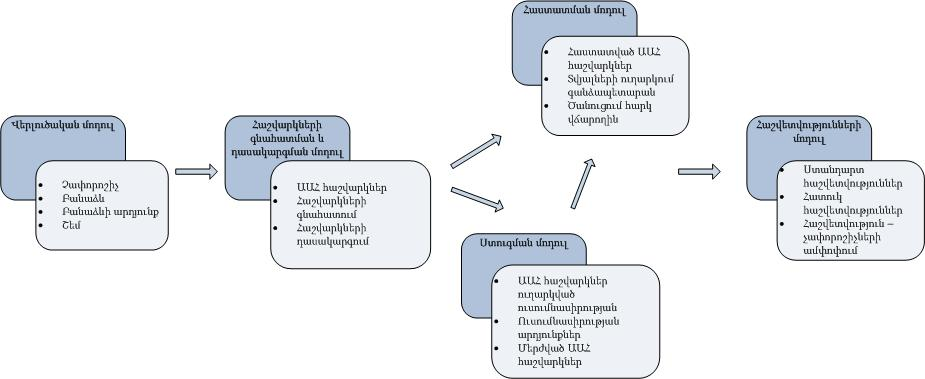 Վերլուծական մոդուլ
• Չափորոշիչ
• Բանաձև
• Բանաձևի արդյունք
• Շեմ
Հաշվարկների
գնահատման և
դասակարգման մոդուլ
• ԱԱՀ հաշվարկներ
• Հաշվարկների
գնահատում
• Հաշվարկների
դասակարգում
Հաստատման մոդուլ
• Հաստատված ԱԱՀ
հաշվարկներ
• Տվյալների ուղարկում
գանձապետարան
• Ծանուցում հարկ
վճարողին
Ստուգման մոդուլ
• ԱԱՀ հաշվարկներ
ուղարկված
ուսումնասիրության
• Ուսումնասիրության
արդյունքներ
• Մերժված ԱԱՀ
հաշվարկներ
Հաշվետվությունների
մոդուլ
• Ստանդարտ
հաշվետվություններ
• Հատուկ
հաշվետվություններ
• Հաշվետվություն –
չափորոշիչների
ամփոփում